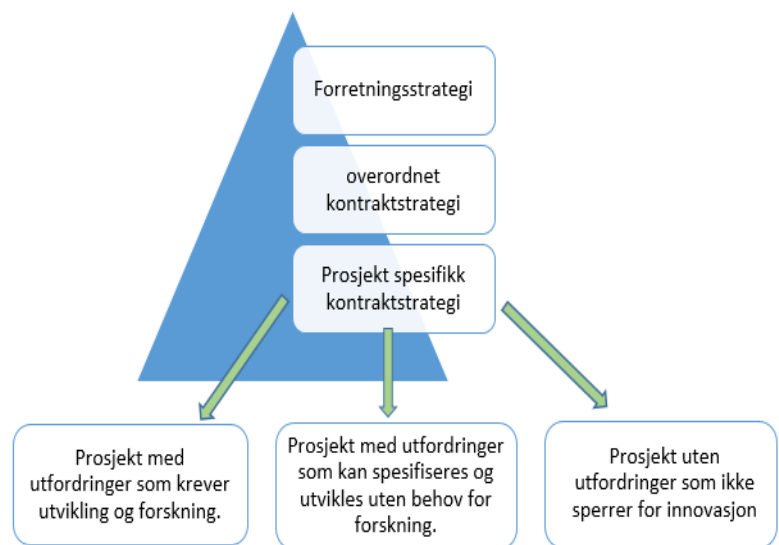 Forretningsstrategi
overordnet
kontraktstrategi
Prosjekt spesifikk
kontraktstrategi
Prosjekt med
utfordringer som krever
utvikling og forskning.
Prosjekt med utfordringer
som kan spesifiseres og
utvikles uten behov for
forskning.
Prosjekt uten
utfordringer som ikke
sperrer for innovasjon